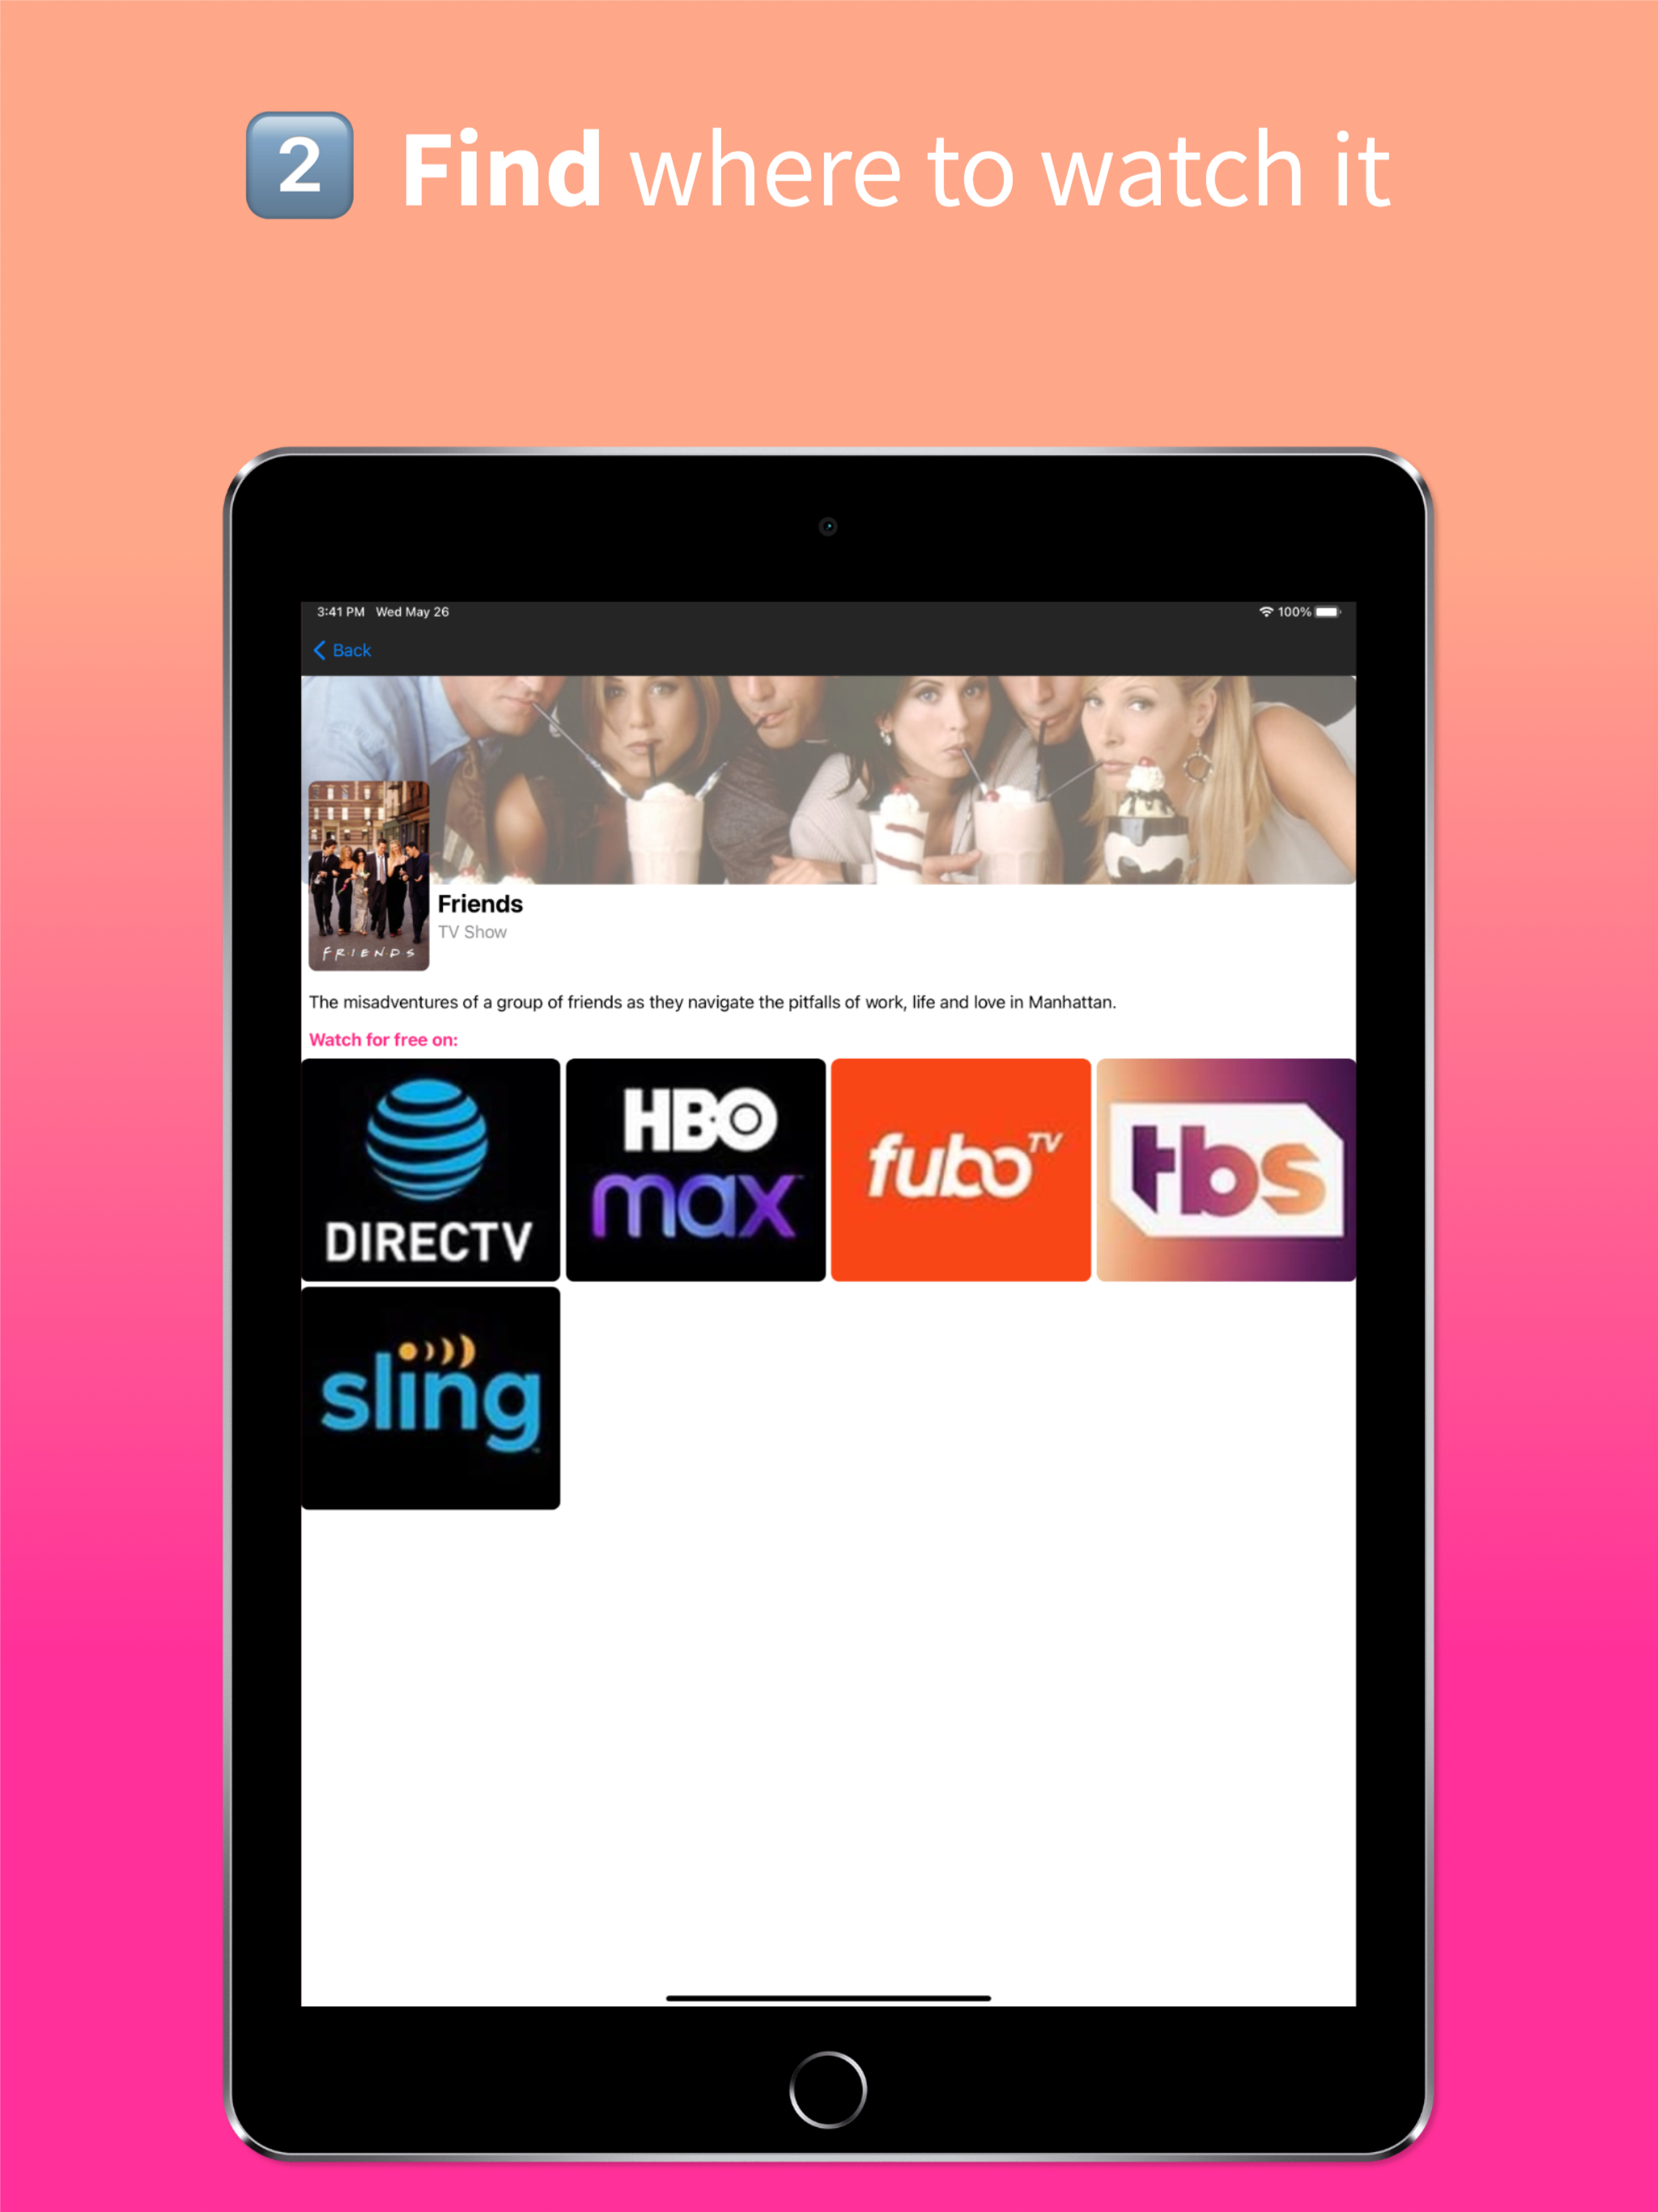 2 Find where to watch it
3:41 PM Wed May 26 100%
Back
FRIENDS
Friends
TV Show
The misadventures of a group of friends as they navigate the pitfalls of work, life and love in Manhattan.
Watch for free on:
DIRECTV
HBO
max
fubo TV
tbs
sling